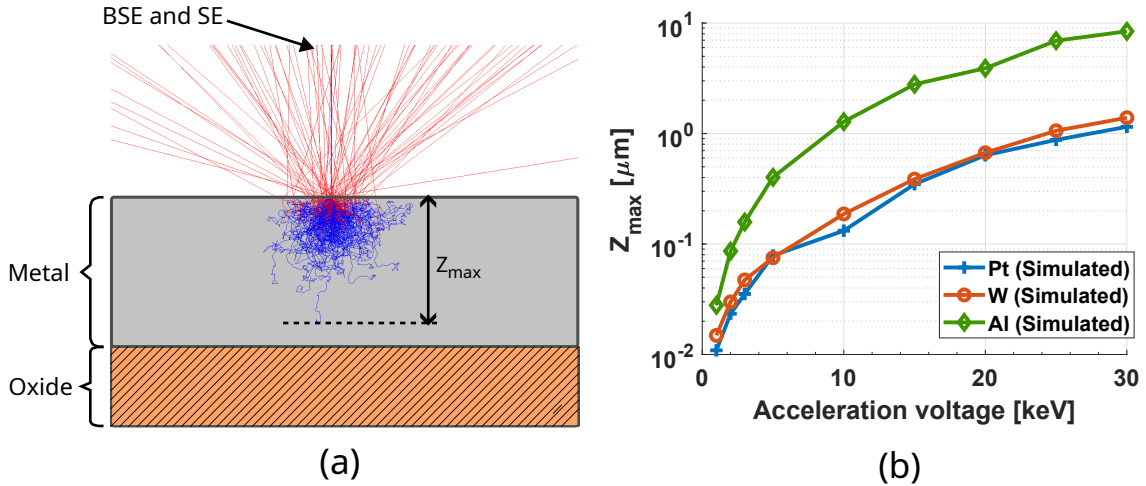 BSE and SE
Metal
Z_max
Oxide
(a)
Z_max [μm]
10^1
10^0
10^-1
10^-2
Pt (Simulated)
W (Simulated)
Al (Simulated)
0 10 20 30
Acceleration voltage [keV]
(b)